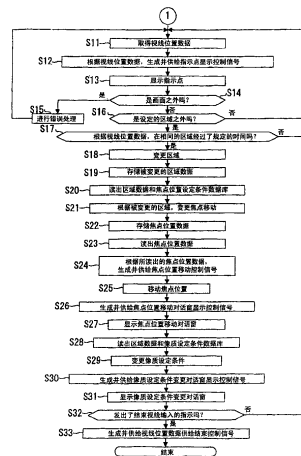 1
S11
取得视线位置数据
S12
根据视线位置数据，生成并供给指示点显示控制信号
S13
显示指示点
S14
是
是画面之外吗?
S15
否
进行错误处理
S16
是设定的区域之外吗?
否
S17
是
根据视线位置数据，在相同的区域经过了规定的时间吗?
否
是
S18
变更区域
S19
存储被变更的区域数据
S20
读出区域数据和焦点位置设定条件数据库
S21
根据被变更的区域，变更焦点移动
S22
存储焦点位置数据
S23
读出焦点位置数据
S24
根据所读出的焦点位置数据，
生成并供给焦点位置移动控制信号
S25
移动焦点位置
S26
生成并供给焦点位置移动对话窗显示控制信号
S27
显示焦点位置移动对话窗
S28
读出区域数据和像质设定条件数据库
S29
变更像质设定条件
S30
生成并供给像质设定条件变更对话窗显示控制信号
S31
显示像质设定条件变更对话窗
S32
发出了结束视线输入的指示吗?
否
是
S33
生成并供给视线位置数据供给结束控制信号
结束